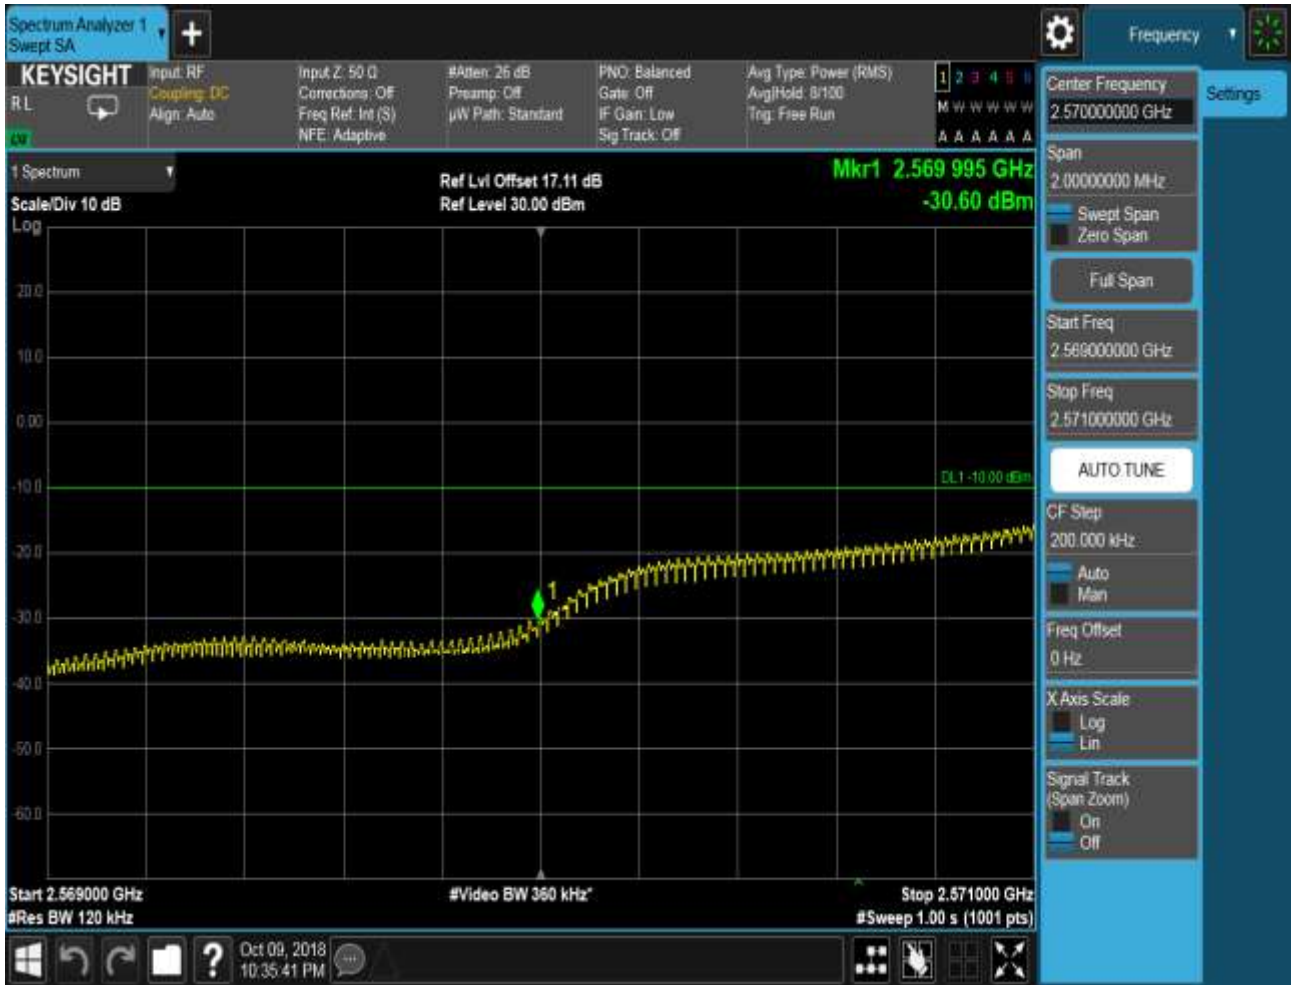 Spectrum Analyzer 1
Swept SA
+
Frequency
KEYSIGHT
R L
LXI
Input: RF
Coupling: DC
Align: Auto
Input Z: 50 Ω
Corrections: Off
Freq Ref: Int (S)
NFE: Adaptive
#Atten: 26 dB
Preamp: Off
µW Path: Standard
PNO: Balanced
Gate: Off
IF Gain: Low
Sig Track: Off
Avg Type: Power (RMS)
Avg|Hold: 8/100
Trig: Free Run
1 2 3 4 5 6
M W W W W W
A A A A A A
1 Spectrum
Scale/Div 10 dB
Log
Ref Lvl Offset 17.11 dB
Ref Level 30.00 dBm
Mkr1 2.569 995 GHz
-30.60 dBm
20.0
10.0
0.00
-10.0
-20.0
-30.0
-40.0
-50.0
-60.0
DL1 -10.00 dBm
1
Start 2.569000 GHz
#Res BW 120 kHz
#Video BW 360 kHz*
Stop 2.571000 GHz
#Sweep 1.00 s (1001 pts)
Center Frequency
2.570000000 GHz
Settings
Span
2.00000000 MHz
Swept Span
Zero Span
Full Span
Start Freq
2.569000000 GHz
Stop Freq
2.571000000 GHz
AUTO TUNE
CF Step
200.000 kHz
Auto
Man
Freq Offset
0 Hz
X Axis Scale
Log
Lin
Signal Track
(Span Zoom)
On
Off
?
Oct 09, 2018
10:35:41 PM